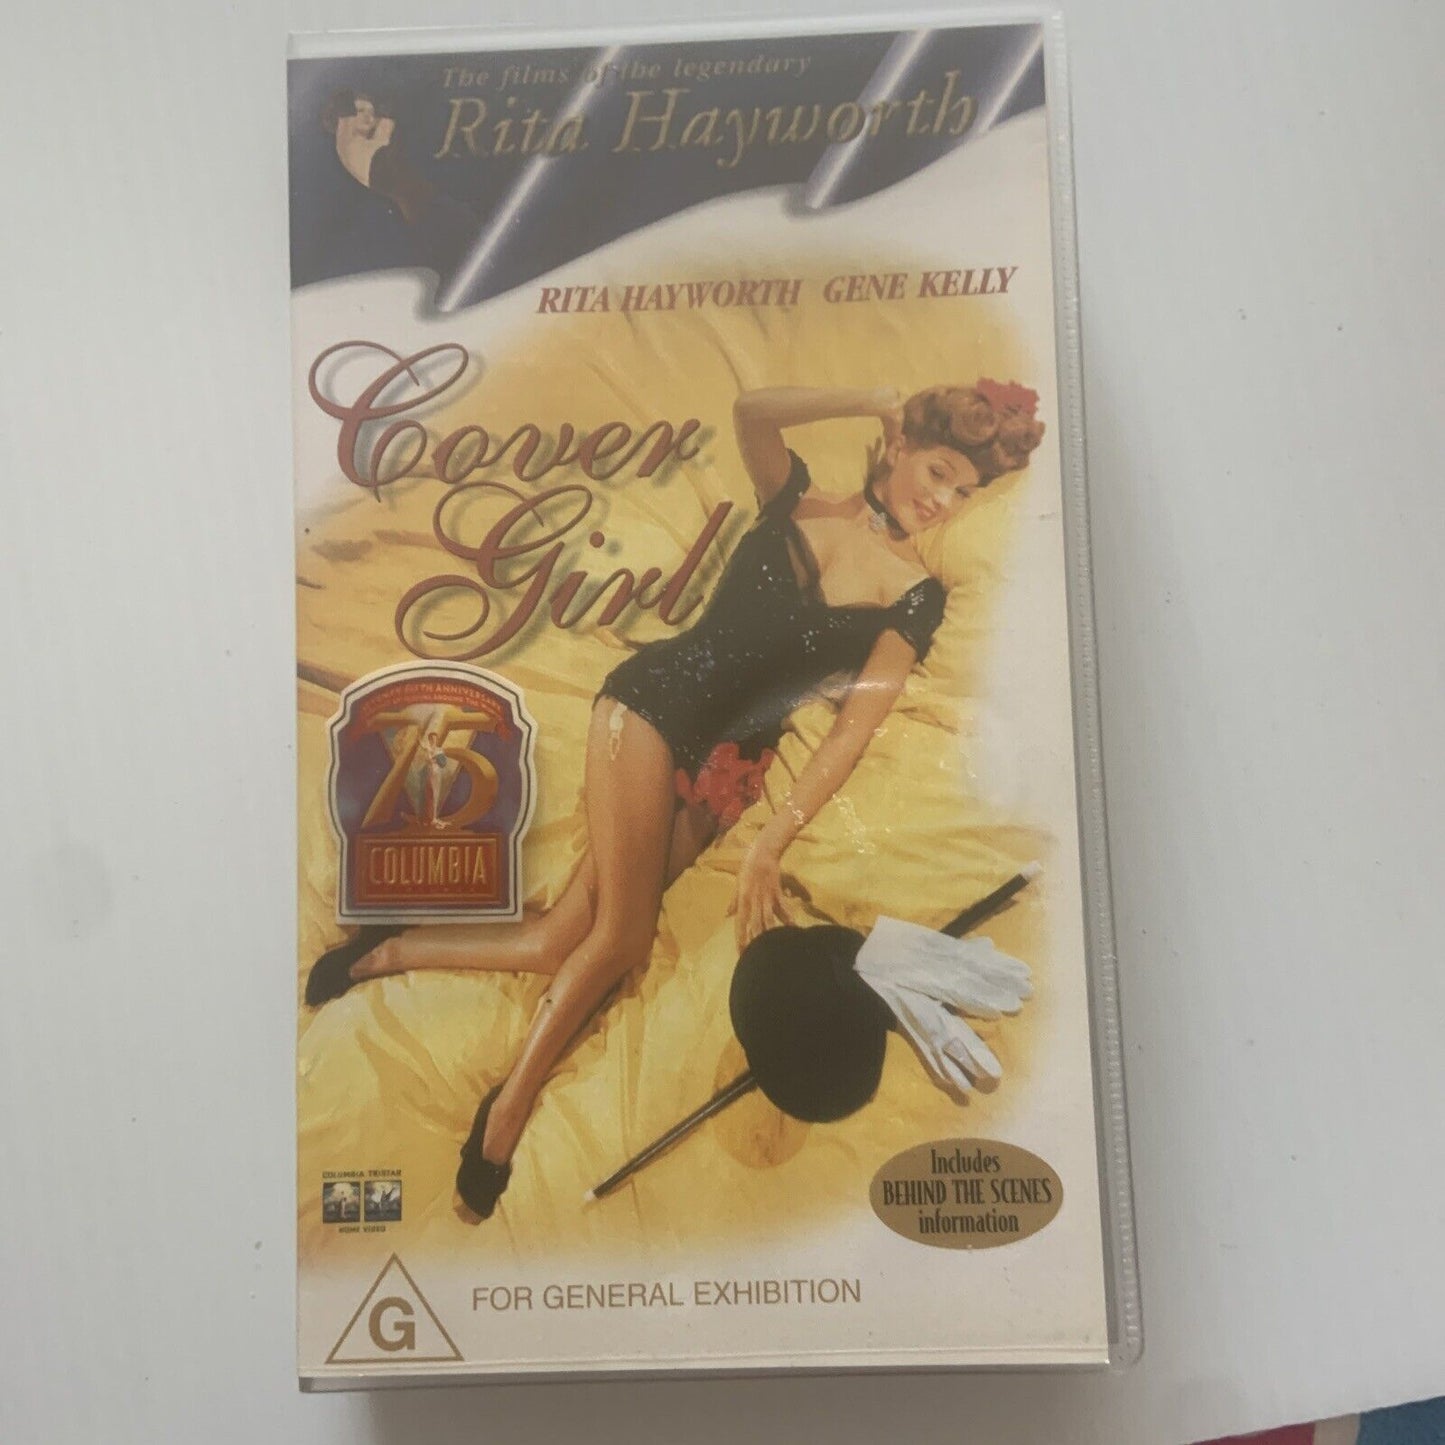 The films of the legendary
Rita Hayworth
RITA HAYWORTH GENE KELLY
Cover
Girl
75
COLUMBIA
COLUMBIA TRISTAR
HOME VIDEO
Includes
BEHIND THE SCENES
information
G
FOR GENERAL EXHIBITION